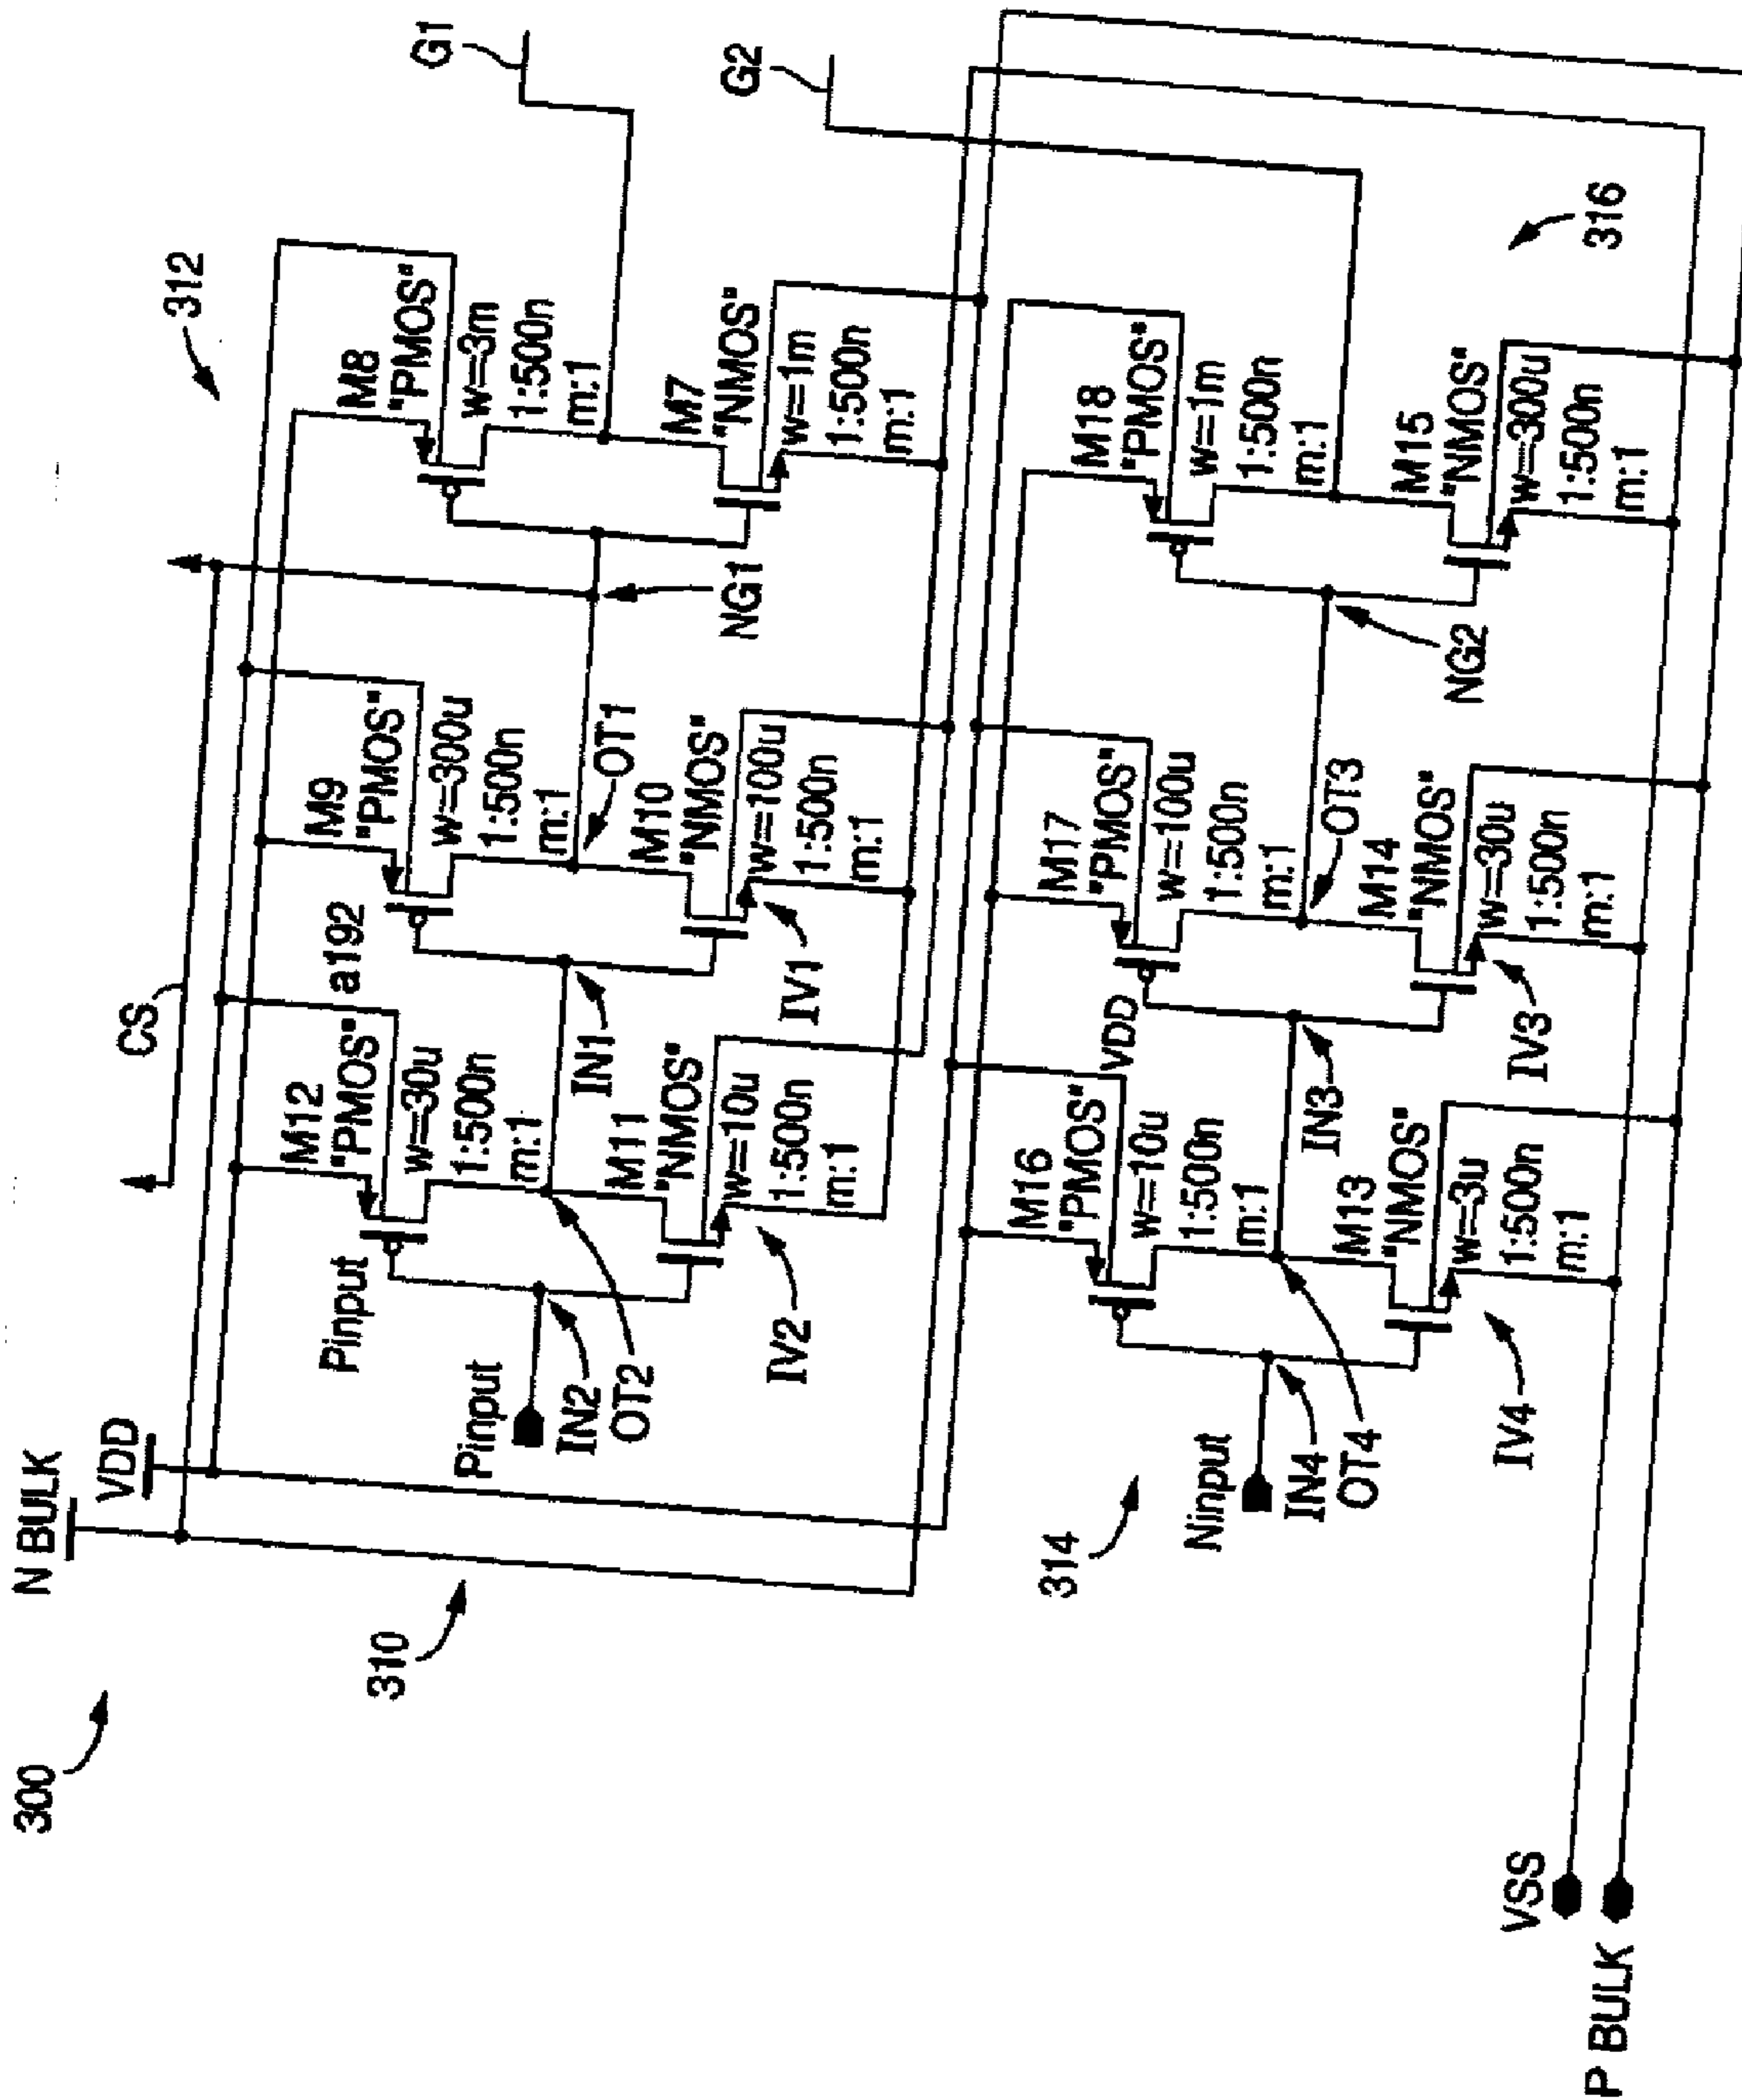 300
N BULK
VDD
310
CS
312
Pinput
M12
"PMOS"
w=30u
1:500n
m:1
a192
M9
"PMOS"
w=300u
1:500n
m:1
M8
"PMOS"
w=3m
1:500n
m:1
G1
Pinput
IN2
OT2
IN1
OT1
NG1
M11
"NMOS"
w=10u
1:500n
m:1
IV2
M10
"NMOS"
w=100u
1:500n
m:1
IV1
M7
"NMOS"
w=1m
1:500n
m:1
G2
314
M16
"PMOS"
w=10u
1:500n
m:1
VDD
M17
"PMOS"
w=100u
1:500n
m:1
M18
"PMOS"
w=1m
1:500n
m:1
Ninput
IN4
OT4
IN3
OT3
NG2
M13
"NMOS"
w=3u
1:500n
m:1
IV4
M14
"NMOS"
w=30u
1:500n
m:1
IV3
M15
"NMOS"
w=300u
1:500n
m:1
316
VSS
P BULK